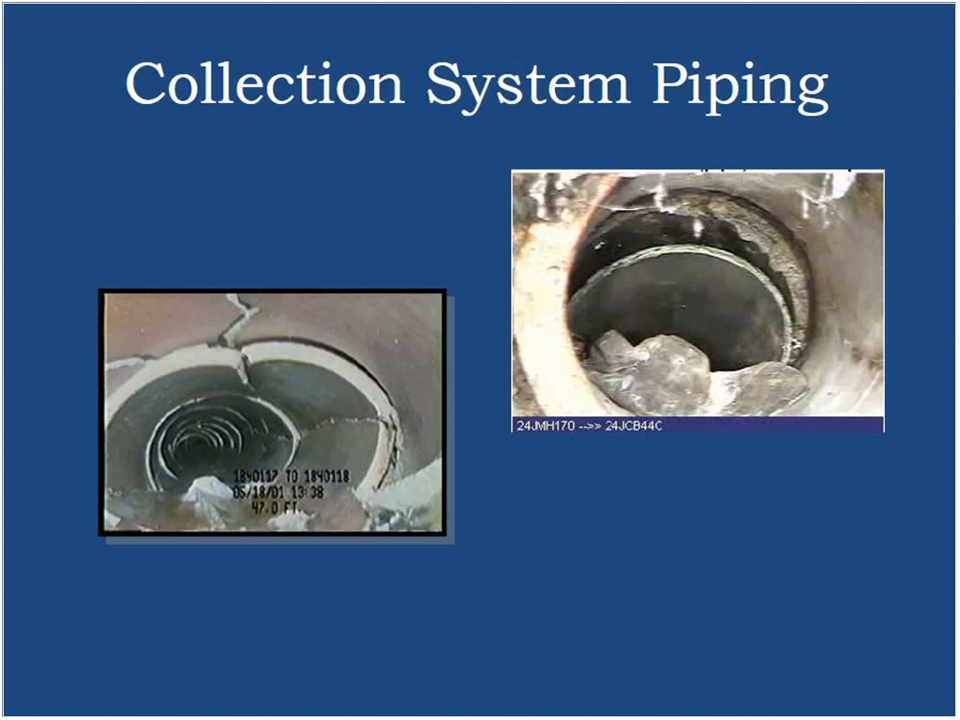 Collection System Piping
24JMH170 -->> 24JCB44C
1840117 TO 1840118
05/18/01 13:38
47.0 FT.